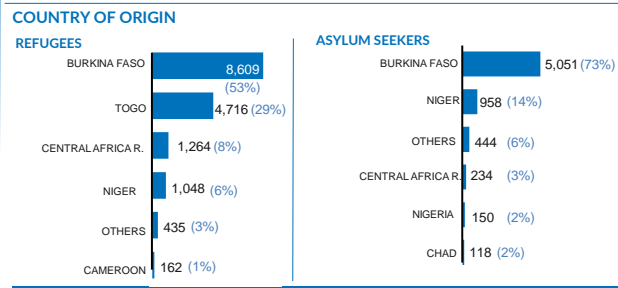 COUNTRY OF ORIGIN
REFUGEES
BURKINA FASO 8,609
(53%)
TOGO 4,716 (29%)
CENTRAL AFRICA R. 1,264 (8%)
NIGER 1,048 (6%)
OTHERS 435 (3%)
CAMEROON 162 (1%)
ASYLUM SEEKERS
BURKINA FASO 5,051 (73%)
NIGER 958 (14%)
OTHERS 444 (6%)
CENTRAL AFRICA R. 234 (3%)
NIGERIA 150 (2%)
CHAD 118 (2%)